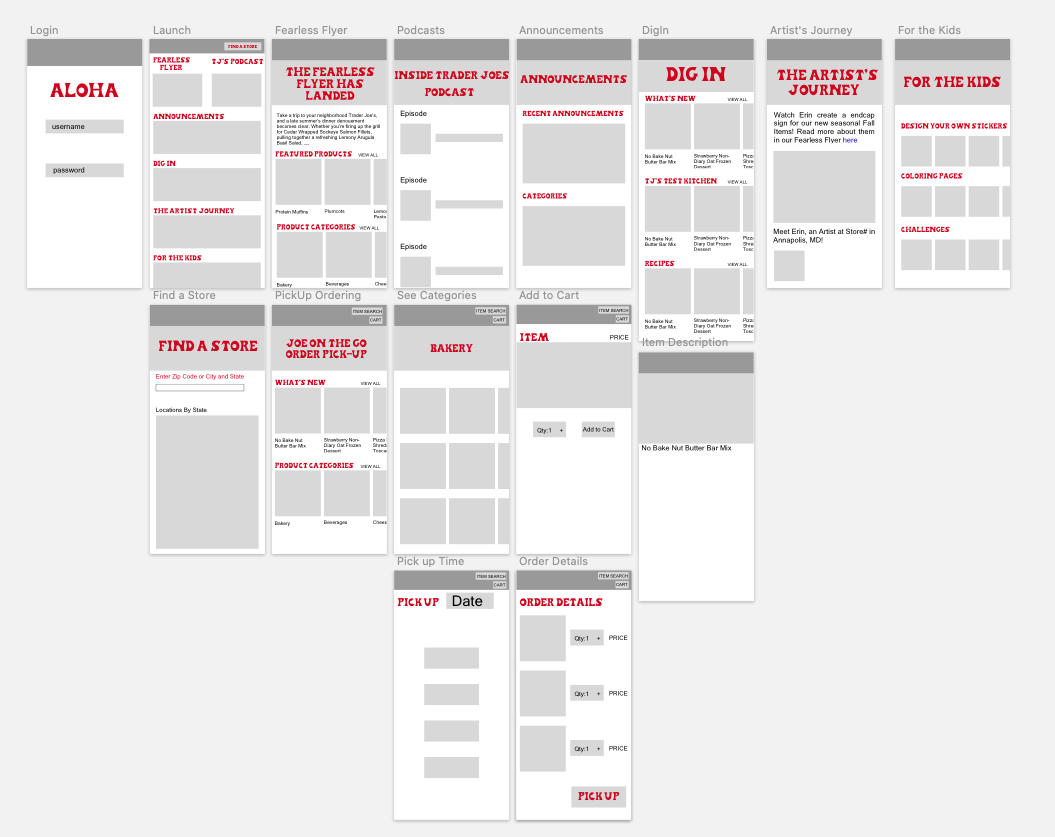 Login
ALOHA
username
password
Launch
FIND A STORE
FEARLESS
FLYER
TJ'S PODCAST
ANNOUNCEMENTS
DIG IN
THE ARTIST JOURNEY
FOR THE KIDS
Fearless Flyer
THE FEARLESS
FLYER HAS
LANDED
Take a trip to your neighborhood Trader Joe's,
and a late summer's dinner denouement
becomes clear. Whether you're firing up the grill
for Cedar Wrapped Sockeye Salmon Fillets,
pulling together a refreshing Lemony Arugula
Basil Salad, ....
FEATURED PRODUCTS VIEW ALL
Protein Muffins
Plumcots
Lemon
Pasta
PRODUCT CATEGORIES VIEW ALL
Bakery
Beverages
Chee
Podcasts
INSIDE TRADER JOES
PODCAST
Episode
Episode
Episode
Announcements
ANNOUNCEMENTS
RECENT ANNOUNCEMENTS
CATEGORIES
DigIn
DIG IN
WHAT'S NEW VIEW ALL
No Bake Nut
Butter Bar Mix
Strawberry Non-
Diary Oat Frozen
Dessert
Pizza
Shred
Tosc
TJ'S TEST KITCHEN VIEW ALL
No Bake Nut
Butter Bar Mix
Strawberry Non-
Diary Oat Frozen
Dessert
Pizza
Shred
Tosc
RECIPES VIEW ALL
No Bake Nut
Butter Bar Mix
Strawberry Non-
Diary Oat Frozen
Dessert
Pizza
Shred
Tosc
Artist's Journey
THE ARTIST'S
JOURNEY
Watch Erin create a endcap
sign for our new seasonal Fall
Items! Read more about them
in our Fearless Flyer here
Meet Erin, an Artist at Store# in
Annapolis, MD!
For the Kids
FOR THE KIDS
DESIGN YOUR OWN STICKERS
COLORING PAGES
CHALLENGES
Find a Store
FIND A STORE
Enter Zip Code or City and State
Locations By State
PickUp Ordering
ITEM SEARCH
CART
JOE ON THE GO
ORDER PICK-UP
WHAT'S NEW VIEW ALL
No Bake Nut
Butter Bar Mix
Strawberry Non-
Diary Oat Frozen
Dessert
Pizza
Shred
Tosca
PRODUCT CATEGORIES VIEW ALL
Bakery
Beverages
Chees
See Categories
ITEM SEARCH
CART
BAKERY
Add to Cart
ITEM SEARCH
CART
ITEM PRICE
Qty:1 +
Add to Cart
Item Description
No Bake Nut Butter Bar Mix
Pick up Time
ITEM SEARCH
CART
PICK UP Date
Order Details
ITEM SEARCH
CART
ORDER DETAILS
Qty:1 + PRICE
Qty:1 + PRICE
Qty:1 + PRICE
PICK UP